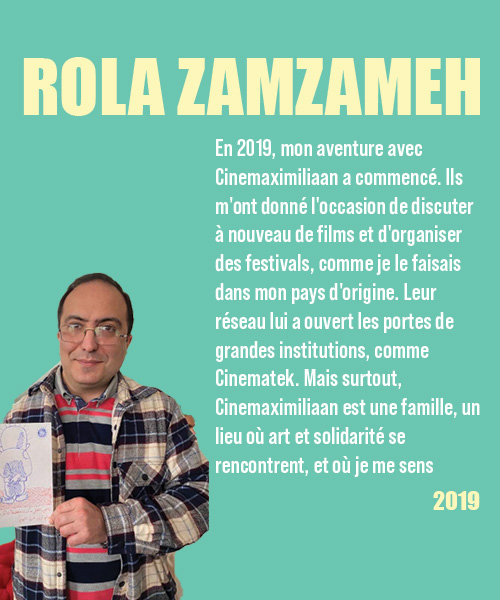 ROLA ZAMZAMEH
En 2019, mon aventure avec
Cinemaximiliaan a commencé. Ils
m'ont donné l'occasion de discuter
à nouveau de films et d'organiser
des festivals, comme je le faisais
dans mon pays d'origine. Leur
réseau lui a ouvert les portes de
grandes institutions, comme
Cinematek. Mais surtout,
Cinemaximiliaan est une famille, un
lieu où art et solidarité se
rencontrent, et où je me sens
2019